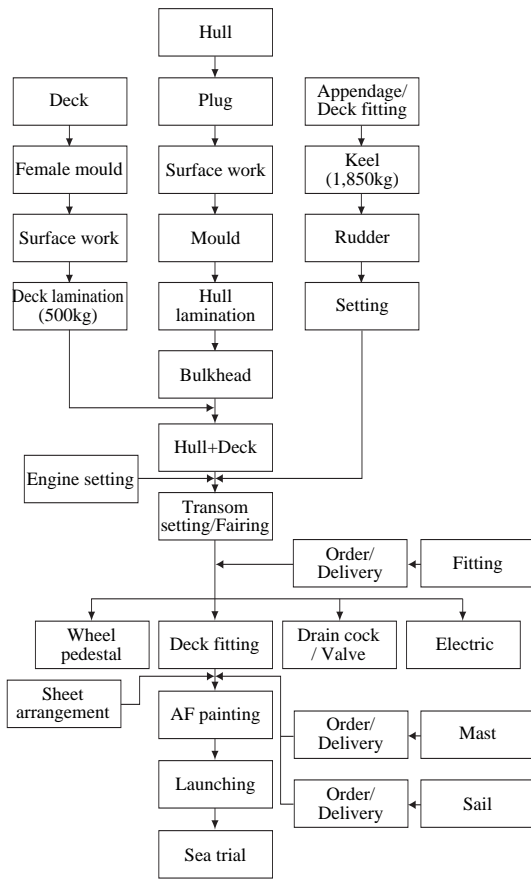 Hull
Deck
Plug
Appendage/
Deck fitting
Female mould
Surface work
Keel
(1,850kg)
Surface work
Mould
Rudder
Deck lamination
(500kg)
Hull
lamination
Setting
Bulkhead
Hull+Deck
Engine setting
Transom
setting/Fairing
Order/
Delivery
Fitting
Wheel
pedestal
Deck fitting
Drain cock
/ Valve
Electric
Sheet
arrangement
AF painting
Order/
Delivery
Mast
Launching
Order/
Delivery
Sail
Sea trial